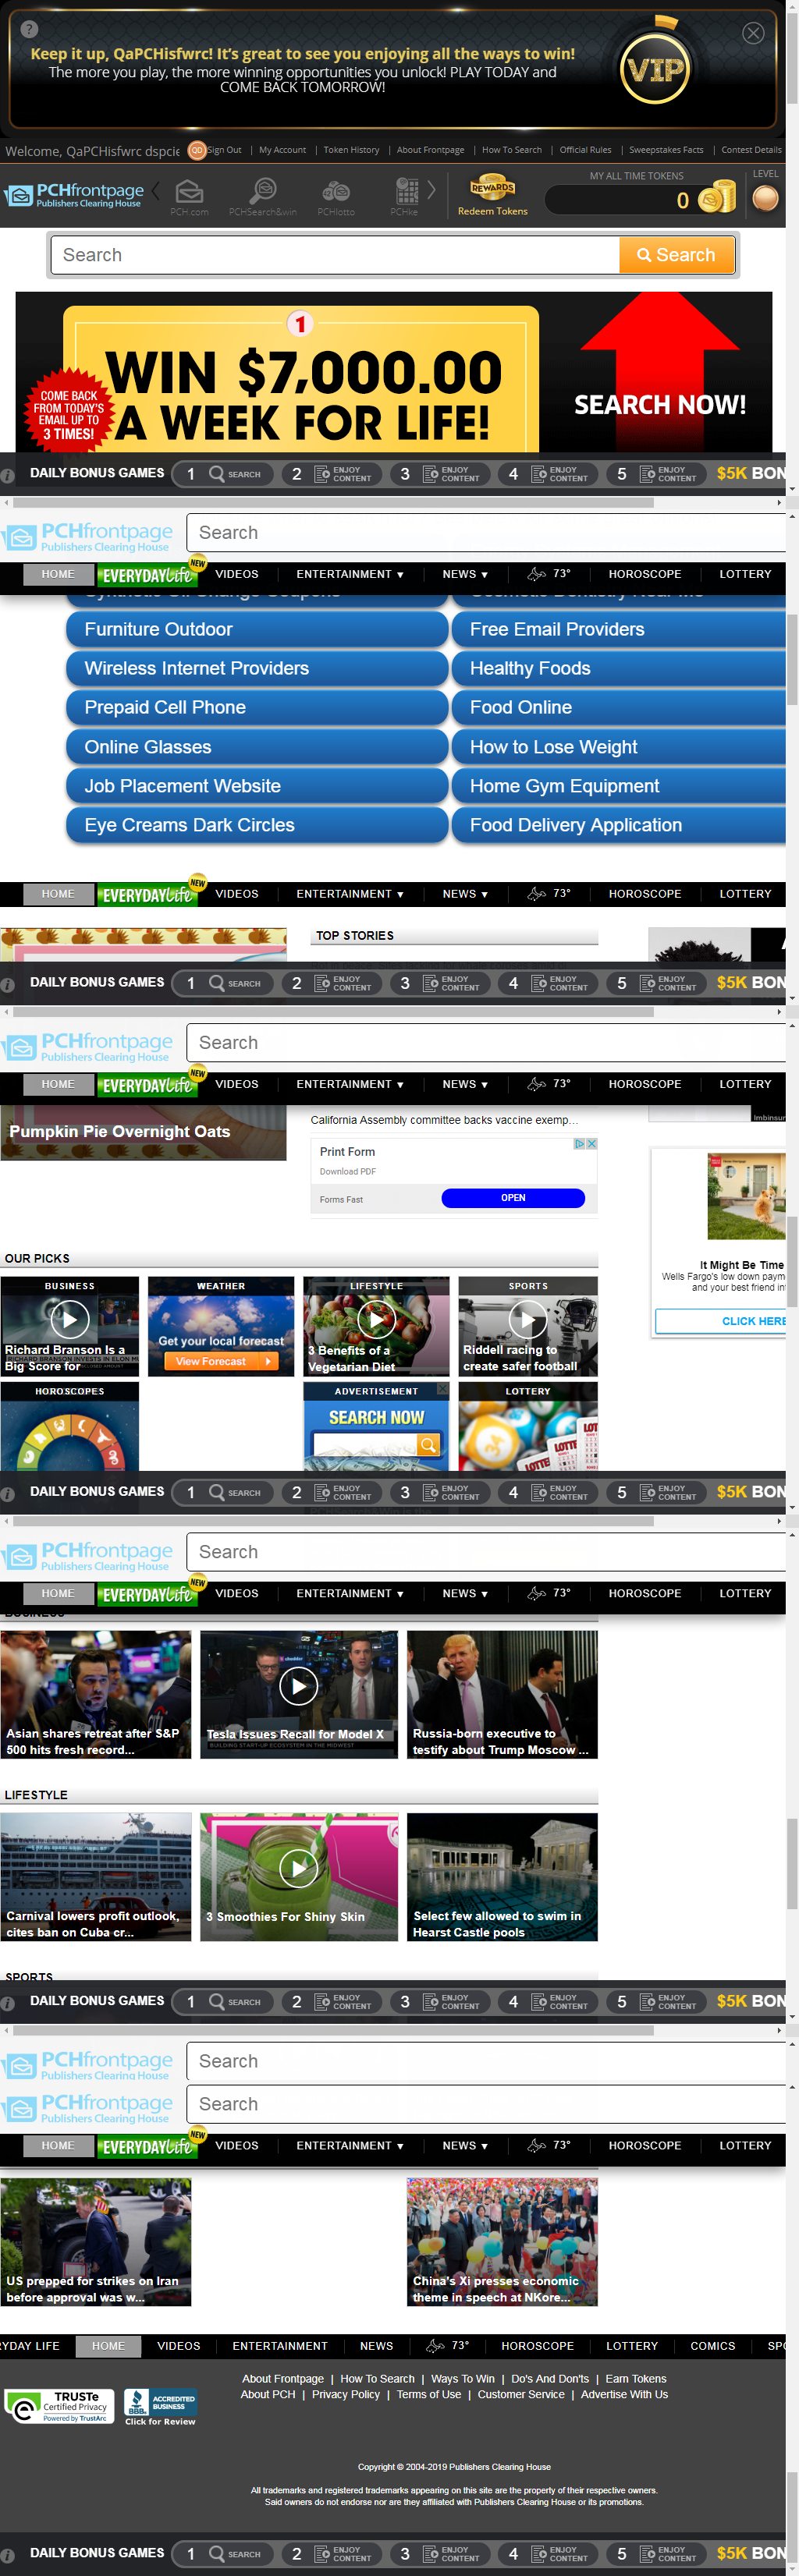 ?
Keep it up, QaPCHisfwrc! It's great to see you enjoying all the ways to win!
The more you play, the more winning opportunities you unlock! PLAY TODAY and
COME BACK TOMORROW!
VIP
Welcome, QaPCHisfwrc dspcie
QD
Sign Out | My Account | Token History | About Frontpage | How To Search | Official Rules | Sweepstakes Facts | Contest Details
PCHfrontpage
Publishers Clearing House
PCH.com
PCHSearch&win
PCHlotto
PCHke
REWARDS
Redeem Tokens
MY ALL TIME TOKENS
0
LEVEL
Search
Search
1
WIN $7,000.00
A WEEK FOR LIFE!
COME BACK
FROM TODAY'S
EMAIL UP TO
3 TIMES!
SEARCH NOW!
DAILY BONUS GAMES 1 SEARCH 2 ENJOY CONTENT 3 ENJOY CONTENT 4 ENJOY CONTENT 5 ENJOY CONTENT $5K BON
PCHfrontpage
Publishers Clearing House
Search
HOME EVERYDAY Life NEW VIDEOS ENTERTAINMENT ▼ NEWS ▼ 73° HOROSCOPE LOTTERY
Furniture Outdoor
Free Email Providers
Wireless Internet Providers
Healthy Foods
Prepaid Cell Phone
Food Online
Online Glasses
How to Lose Weight
Job Placement Website
Home Gym Equipment
Eye Creams Dark Circles
Food Delivery Application
HOME EVERYDAY Life NEW VIDEOS ENTERTAINMENT ▼ NEWS ▼ 73° HOROSCOPE LOTTERY
TOP STORIES
DAILY BONUS GAMES 1 SEARCH 2 ENJOY CONTENT 3 ENJOY CONTENT 4 ENJOY CONTENT 5 ENJOY CONTENT $5K BON
PCHfrontpage
Publishers Clearing House
Search
HOME EVERYDAY Life NEW VIDEOS ENTERTAINMENT ▼ NEWS ▼ 73° HOROSCOPE LOTTERY
Pumpkin Pie Overnight Oats
California Assembly committee backs vaccine exemp...
Print Form
Download PDF
Forms Fast
OPEN
It Might Be Time
Wells Fargo's low down paym
and your best friend in
CLICK HERE
OUR PICKS
BUSINESS
Richard Branson Is a
Big Score for
WEATHER
Get your local forecast
View Forecast
LIFESTYLE
3 Benefits of a
Vegetarian Diet
SPORTS
Riddell racing to
create safer football
HOROSCOPES
ADVERTISEMENT
SEARCH NOW
LOTTERY
DAILY BONUS GAMES 1 SEARCH 2 ENJOY CONTENT 3 ENJOY CONTENT 4 ENJOY CONTENT 5 ENJOY CONTENT $5K BON
PCHfrontpage
Publishers Clearing House
Search
HOME EVERYDAY Life NEW VIDEOS ENTERTAINMENT ▼ NEWS ▼ 73° HOROSCOPE LOTTERY
BUSINESS
Asian shares retreat after S&P
500 hits fresh record...
Tesla Issues Recall for Model X
BUILDING START-UP ECOSYSTEM IN THE MIDWEST
Russia-born executive to
testify about Trump Moscow ...
LIFESTYLE
Carnival lowers profit outlook,
cites ban on Cuba cr...
3 Smoothies For Shiny Skin
Select few allowed to swim in
Hearst Castle pools
SPORTS
DAILY BONUS GAMES 1 SEARCH 2 ENJOY CONTENT 3 ENJOY CONTENT 4 ENJOY CONTENT 5 ENJOY CONTENT $5K BON
PCHfrontpage
Publishers Clearing House
Search
PCHfrontpage
Publishers Clearing House
Search
HOME EVERYDAY Life NEW VIDEOS ENTERTAINMENT ▼ NEWS ▼ 73° HOROSCOPE LOTTERY
US prepped for strikes on Iran
before approval was w...
China's Xi presses economic
theme in speech at NKore...
RYDAY LIFE HOME VIDEOS ENTERTAINMENT NEWS 73° HOROSCOPE LOTTERY COMICS SPO
About Frontpage | How To Search | Ways To Win | Do's And Don'ts | Earn Tokens
About PCH | Privacy Policy | Terms of Use | Customer Service | Advertise With Us
TRUSTe
Certified Privacy
Powered by TrustArc
BBB
ACCREDITED
BUSINESS
Click for Review
Copyright © 2004-2019 Publishers Clearing House
All trademarks and registered trademarks appearing on this site are the property of their respective owners.
Said owners do not endorse nor are they affiliated with Publishers Clearing House or its promotions.
DAILY BONUS GAMES 1 SEARCH 2 ENJOY CONTENT 3 ENJOY CONTENT 4 ENJOY CONTENT 5 ENJOY CONTENT $5K BON